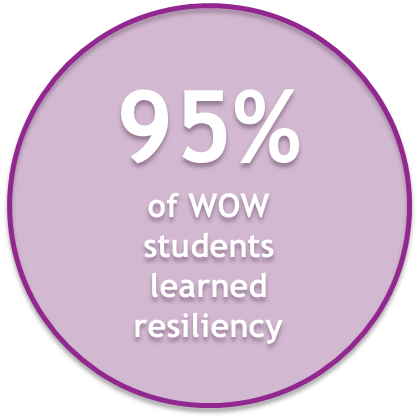 95%
of WOW
students
learned
resiliency